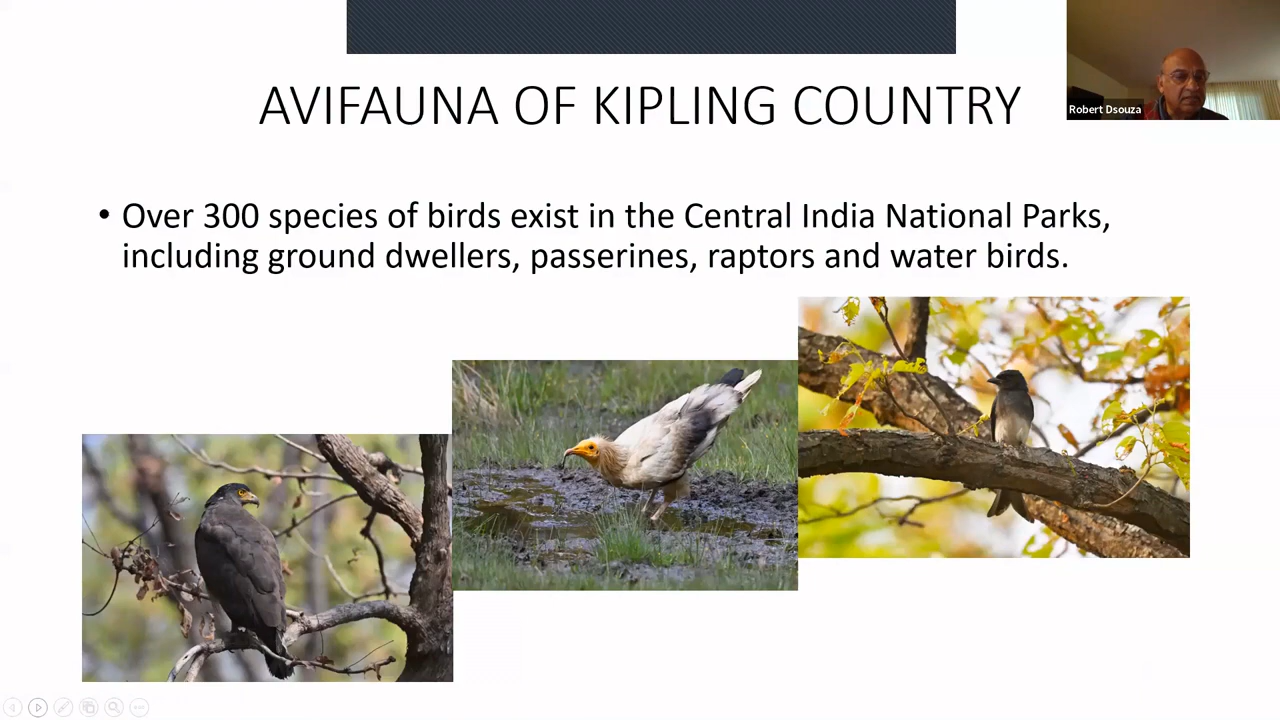 Robert Dsouza
AVIFAUNA OF KIPLING COUNTRY
• Over 300 species of birds exist in the Central India National Parks,
including ground dwellers, passerines, raptors and water birds.